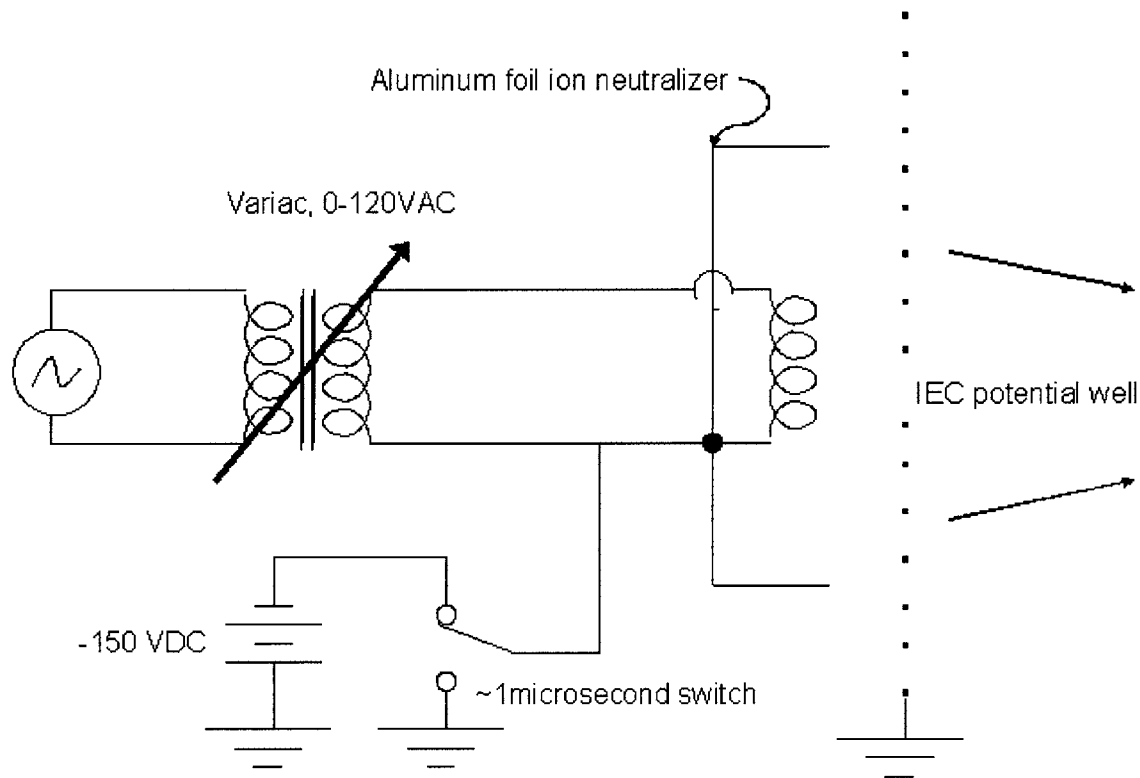 Aluminum foil ion neutralizer
Variac, 0-120VAC
IEC potential well
-150 VDC
~1microsecond switch